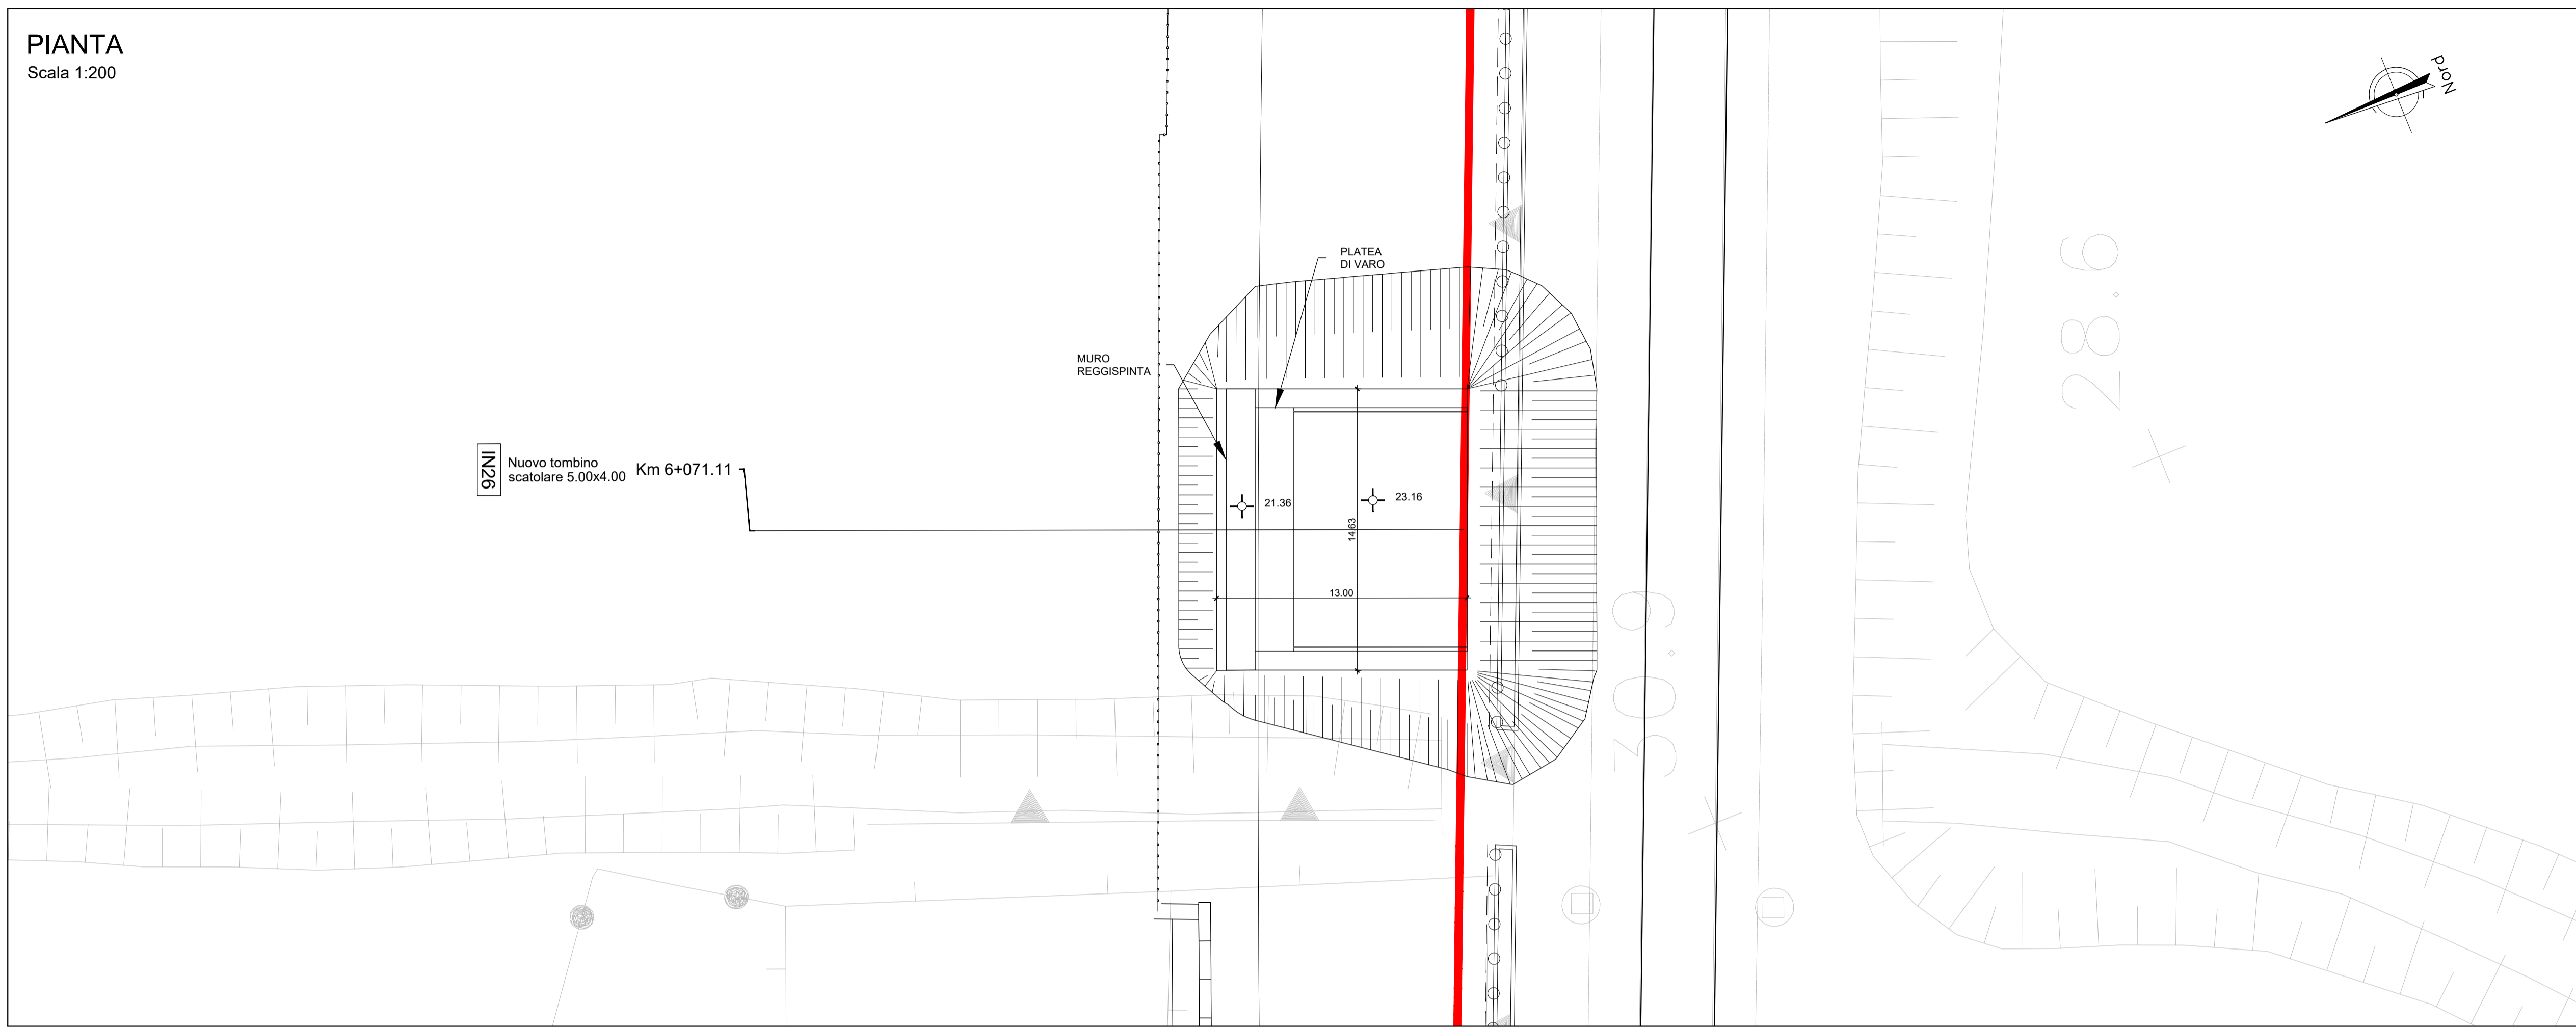 PIANTA
Scala 1:200
Nord
PLATEA
DI VARO
28.6
MURO
REGGISPINTA
IN26
Nuovo tombino
scatolare 5.00x4.00
Km 6+071.11
21.36
23.16
14.63
13.00
30.9